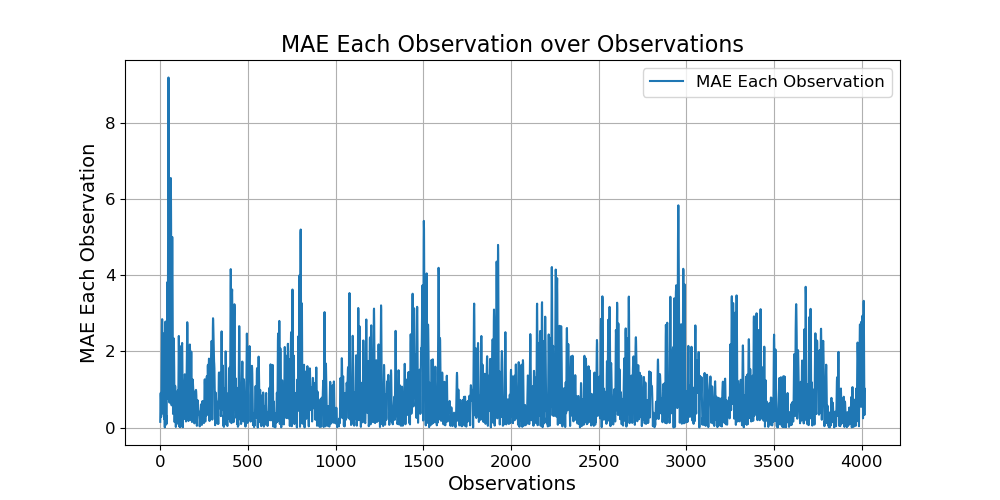 MAE Each Observation over Observations
MAE Each Observation
MAE Each Observation
8
6
4
2
0
0 500 1000 1500 2000 2500 3000 3500 4000
Observations